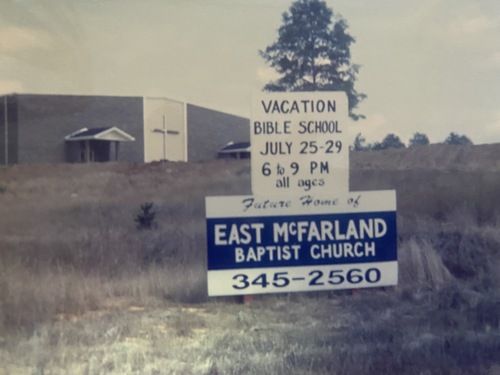 VACATION
BIBLE SCHOOL
JULY 25-29
6 to 9 PM
all ages
Future Home of
EAST McFARLAND
BAPTIST CHURCH
345-2560